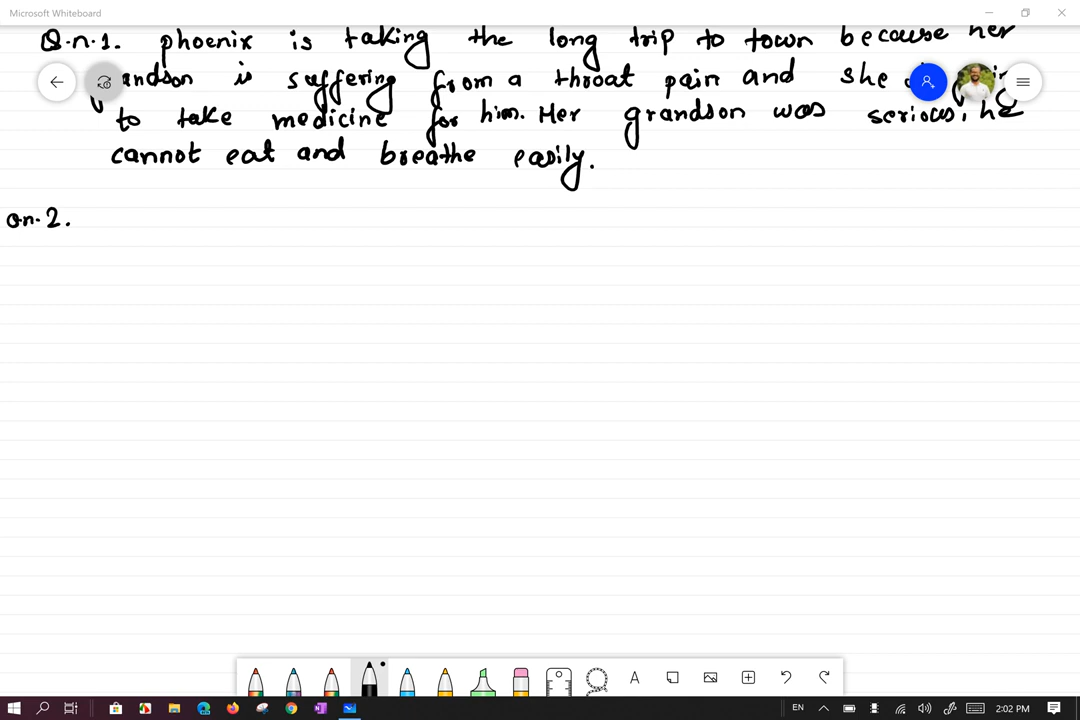 Microsoft Whiteboard
Q.n.1. phoenix is taking the long trip to town because her
andson is suffering from a throat pain and she
to take medicine for him. Her grandson was serious, he
cannot eat and breathe easily.
Qn.2.
A
EN
2:02 PM